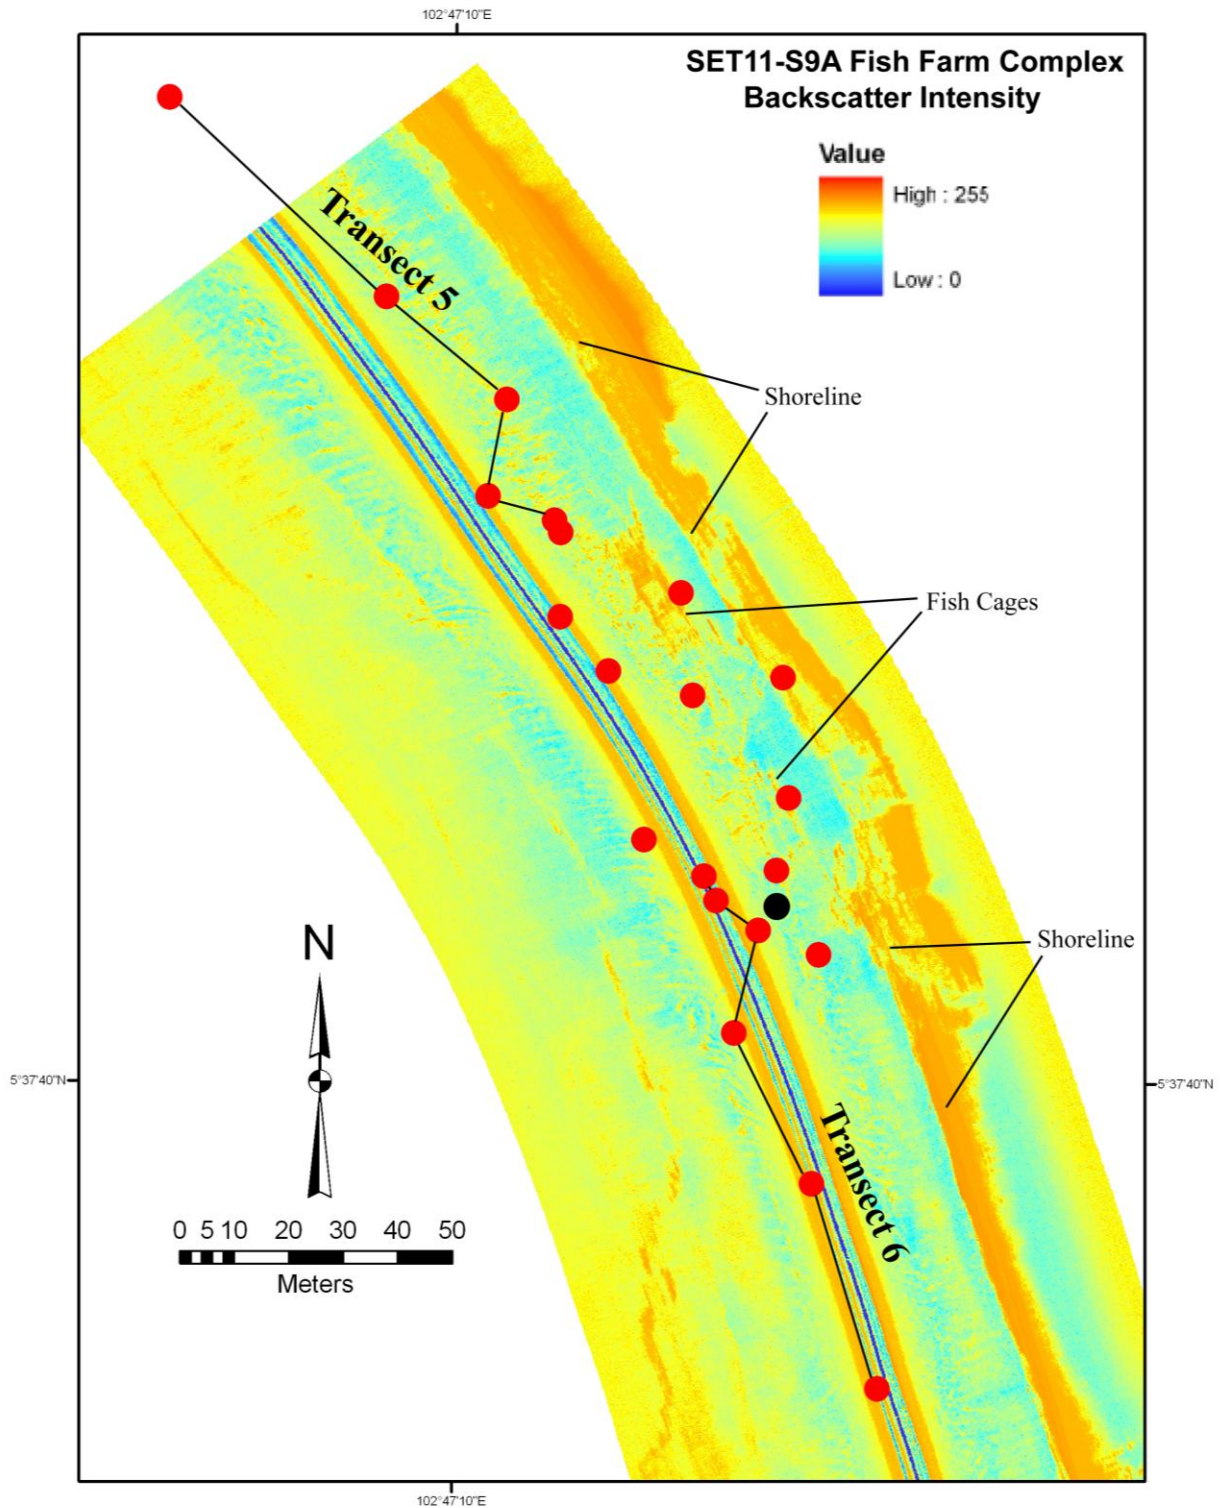 102°47'10"E
SET11-S9A Fish Farm Complex
Backscatter Intensity
Value
High : 255
Low : 0
Transect 5
Shoreline
Fish Cages
Shoreline
N
5°37'40"N
5°37'40"N
Transect 6
0 5 10 20 30 40 50
Meters
102°47'10"E